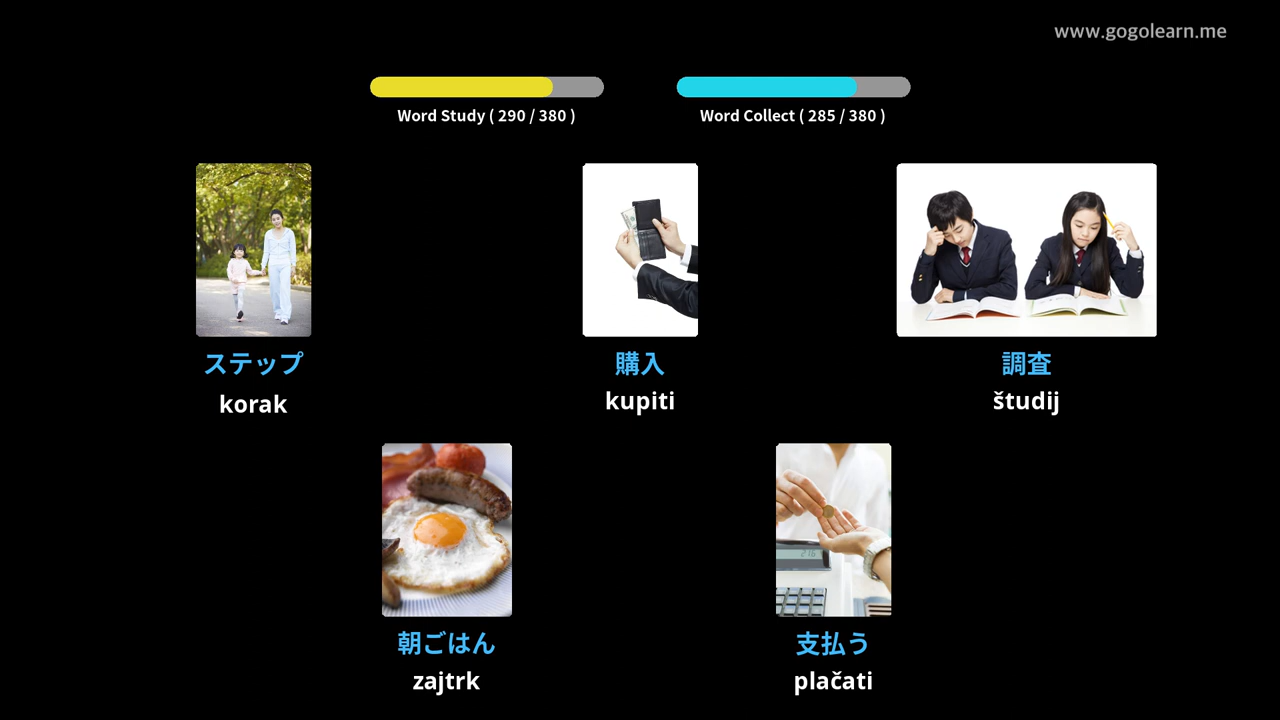 www.gogolearn.me
Word Study ( 290 / 380 )
Word Collect ( 285 / 380 )
ステップ
korak
購入
kupiti
調査
študij
朝ごはん
zajtrk
支払う
plačati